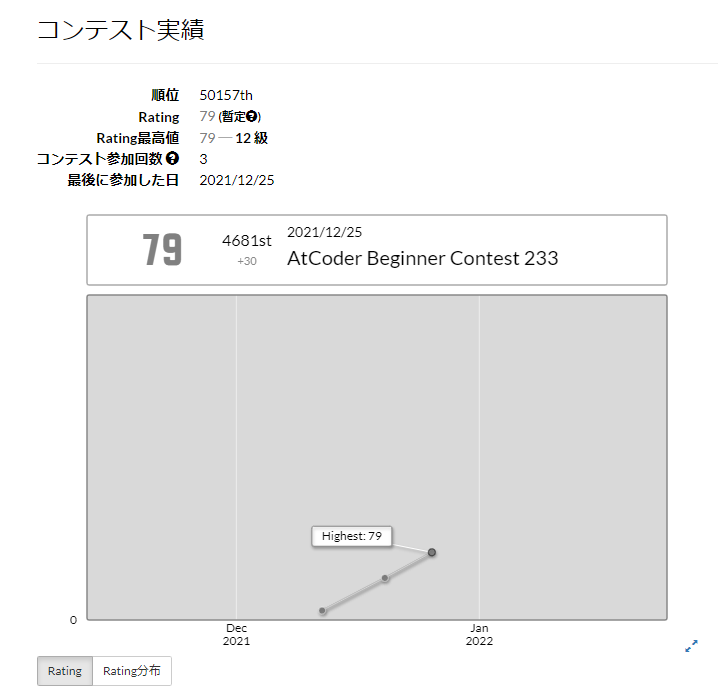 コンテスト実績
順位 50157th
Rating 79 (暫定?)
Rating最高値 79 ― 12 級
コンテスト参加回数 ? 3
最後に参加した日 2021/12/25
79
4681st
+30
2021/12/25
AtCoder Beginner Contest 233
Highest: 79
0
Dec
2021
Jan
2022
Rating
Rating分布